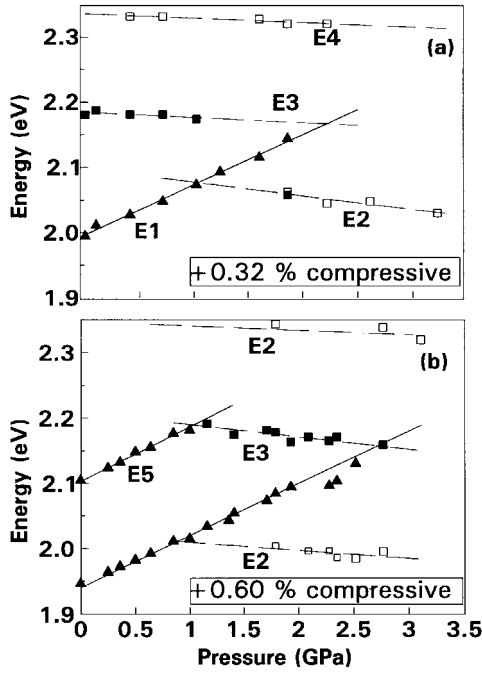 2.3
E4
(a)
2.2
E3
Energy (eV)
2.1
E1
E2
2.0
+0.32 % compressive
1.9
E2
(b)
2.3
2.2
E3
E5
Energy (eV)
2.1
2.0
E2
+0.60 % compressive
1.9
0 0.5 1 1.5 2 2.5 3 3.5
Pressure (GPa)